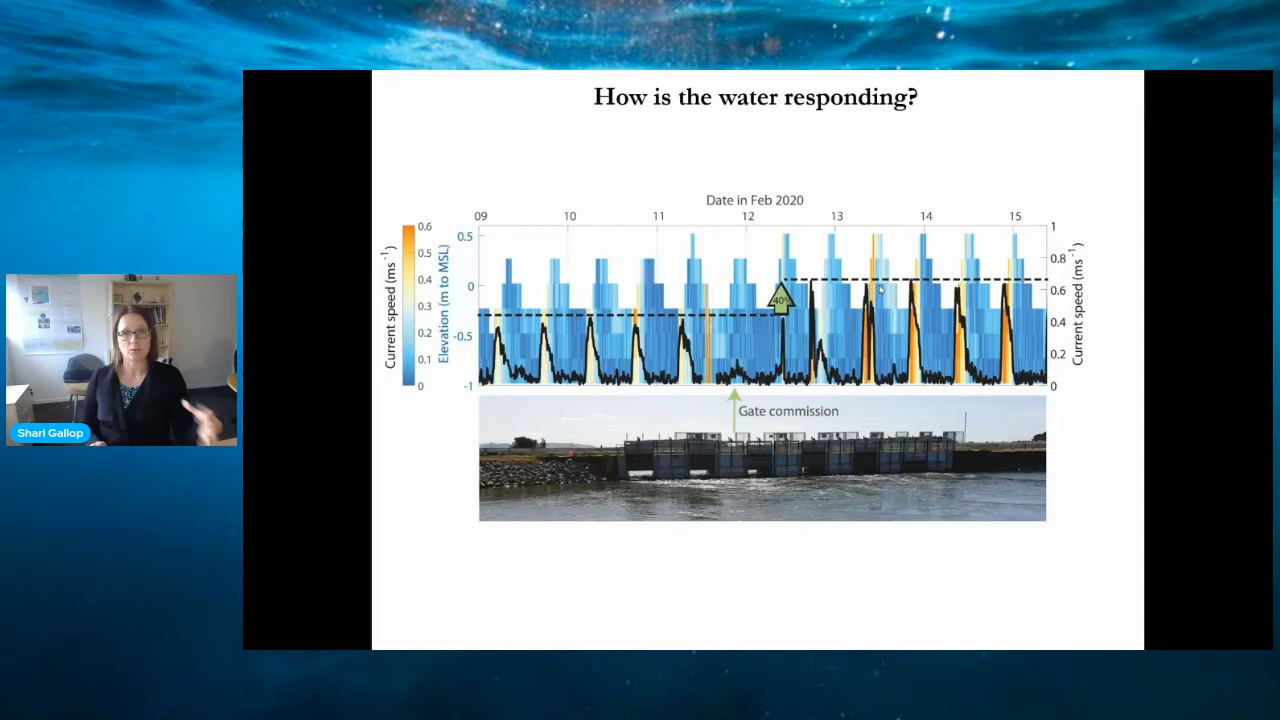 How is the water responding?
Date in Feb 2020
09 10 11 12 13 14 15
Current speed (ms⁻¹)
0.6
0.5
0.4
0.3
0.2
0.1
0
Elevation (m to MSL)
0.5
0
-0.5
-1
40%
1
0.8
0.6
0.4
0.2
0
Current speed (ms⁻¹)
Gate commission
Shari Gallop